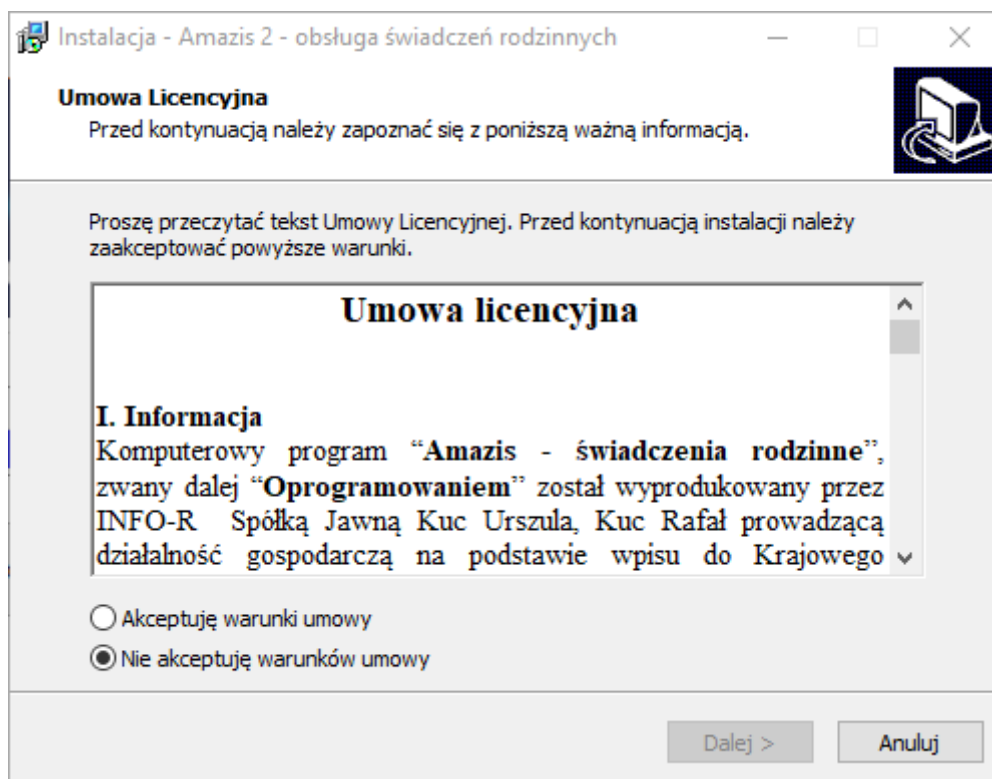 Instalacja - Amazis 2 - obsługa świadczeń rodzinnych
Umowa Licencyjna
Przed kontynuacją należy zapoznać się z poniższą ważną informacją.
Proszę przeczytać tekst Umowy Licencyjnej. Przed kontynuacją instalacji należy
zaakceptować powyższe warunki.
Umowa licencyjna
I. Informacja
Komputerowy program “Amazis - świadczenia rodzinne”,
zwany dalej “Oprogramowaniem” został wyprodukowany przez
INFO-R Spółką Jawną Kuc Urszula, Kuc Rafał prowadzącą
działalność gospodarczą na podstawie wpisu do Krajowego
Akceptuję warunki umowy
Nie akceptuję warunków umowy
Dalej >
Anuluj